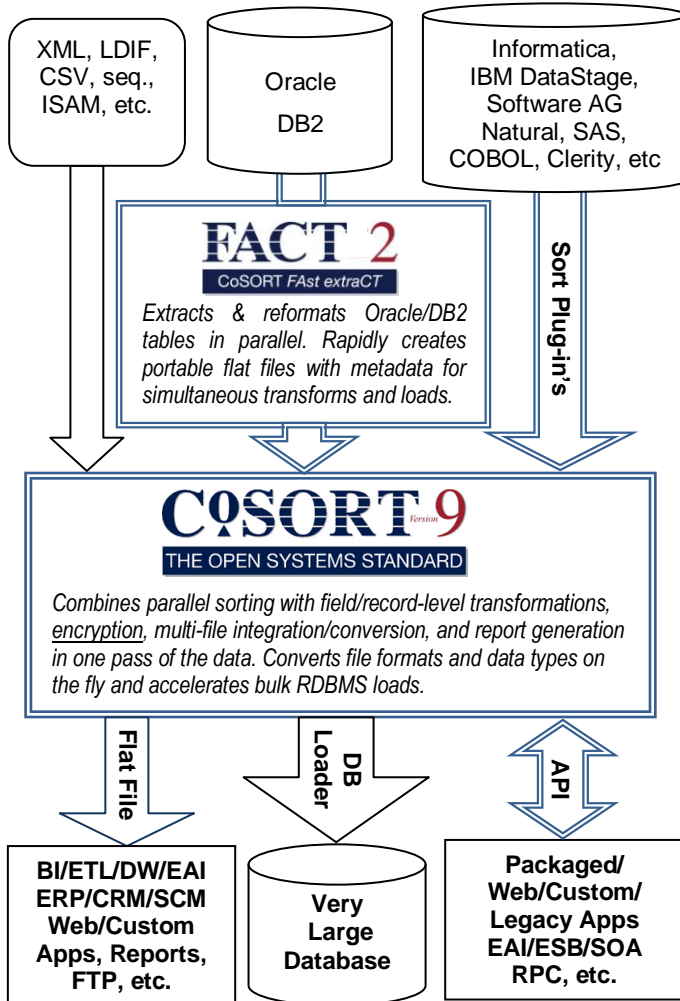 XML, LDIF,
CSV, seq.,
ISAM, etc.
Oracle
DB2
Informatica,
IBM DataStage,
Software AG
Natural, SAS,
COBOL, Clerity, etc
FACT 2
CoSORT FAst extraCT
Extracts & reformats Oracle/DB2
tables in parallel. Rapidly creates
portable flat files with metadata for
simultaneous transforms and loads.
Sort Plug-in's
CoSORT Version 9
THE OPEN SYSTEMS STANDARD
Combines parallel sorting with field/record-level transformations,
encryption, multi-file integration/conversion, and report generation
in one pass of the data. Converts file formats and data types on
the fly and accelerates bulk RDBMS loads.
Flat File
DB
Loader
API
BI/ETL/DW/EAI
ERP/CRM/SCM
Web/Custom
Apps, Reports,
FTP, etc.
Very
Large
Database
Packaged/
Web/Custom/
Legacy Apps
EAI/ESB/SOA
RPC, etc.